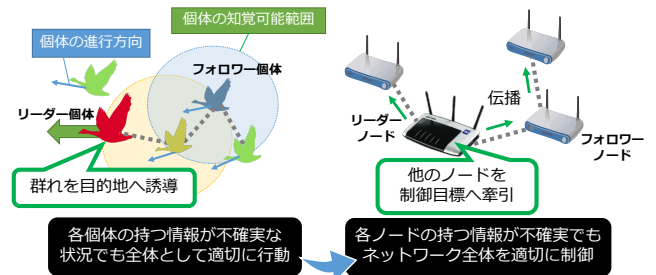 個体の知覚可能範囲
個体の進行方向
フォロワー個体
リーダー個体
群れを目的地へ誘導
各個体の持つ情報が不確実な
状況でも全体として適切に行動
伝播
リーダー
ノード
フォロワー
ノード
他のノードを
制御目標へ牽引
各ノードの持つ情報が不確実でも
ネットワーク全体を適切に制御